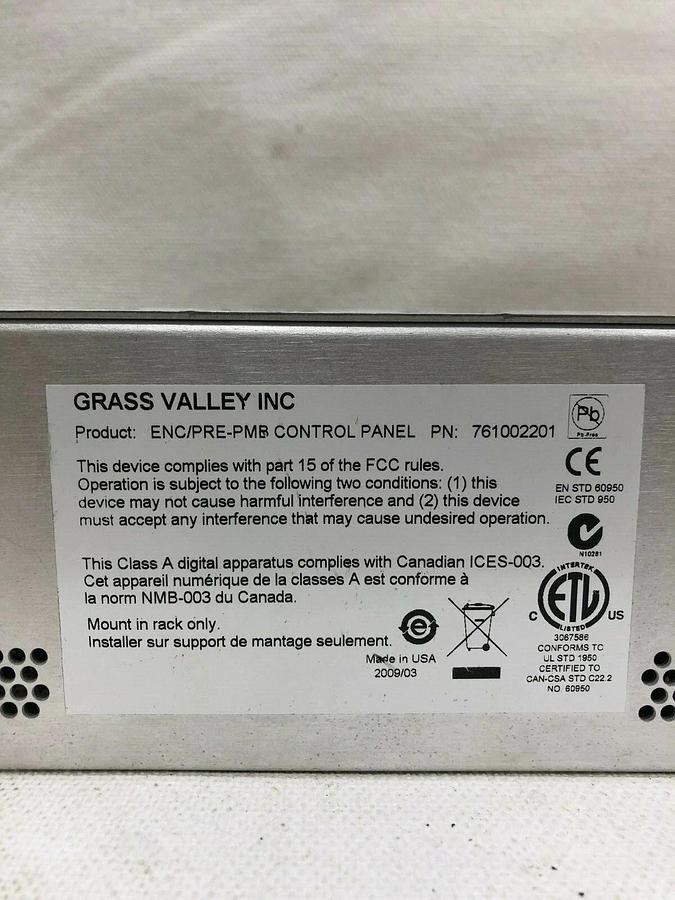 GRASS VALLEY INC
Product: ENC/PRE-PMB CONTROL PANEL PN: 761002201
Pb
Pb-Free
This device complies with part 15 of the FCC rules.
Operation is subject to the following two conditions: (1) this
device may not cause harmful interference and (2) this device
must accept any interference that may cause undesired operation.
CE
EN STD 60950
IEC STD 950
N10281
This Class A digital apparatus complies with Canadian ICES-003.
Cet appareil numérique de la classes A est conforme à
la norm NMB-003 du Canada.
Mount in rack only.
Installer sur support de mantage seulement.
e
Made in USA
2009/03
INTERTEK
C ETL US
LISTED
3067586
CONFORMS TO
UL STD 1950
CERTIFIED TO
CAN-CSA STD C22.2
NO. 60950